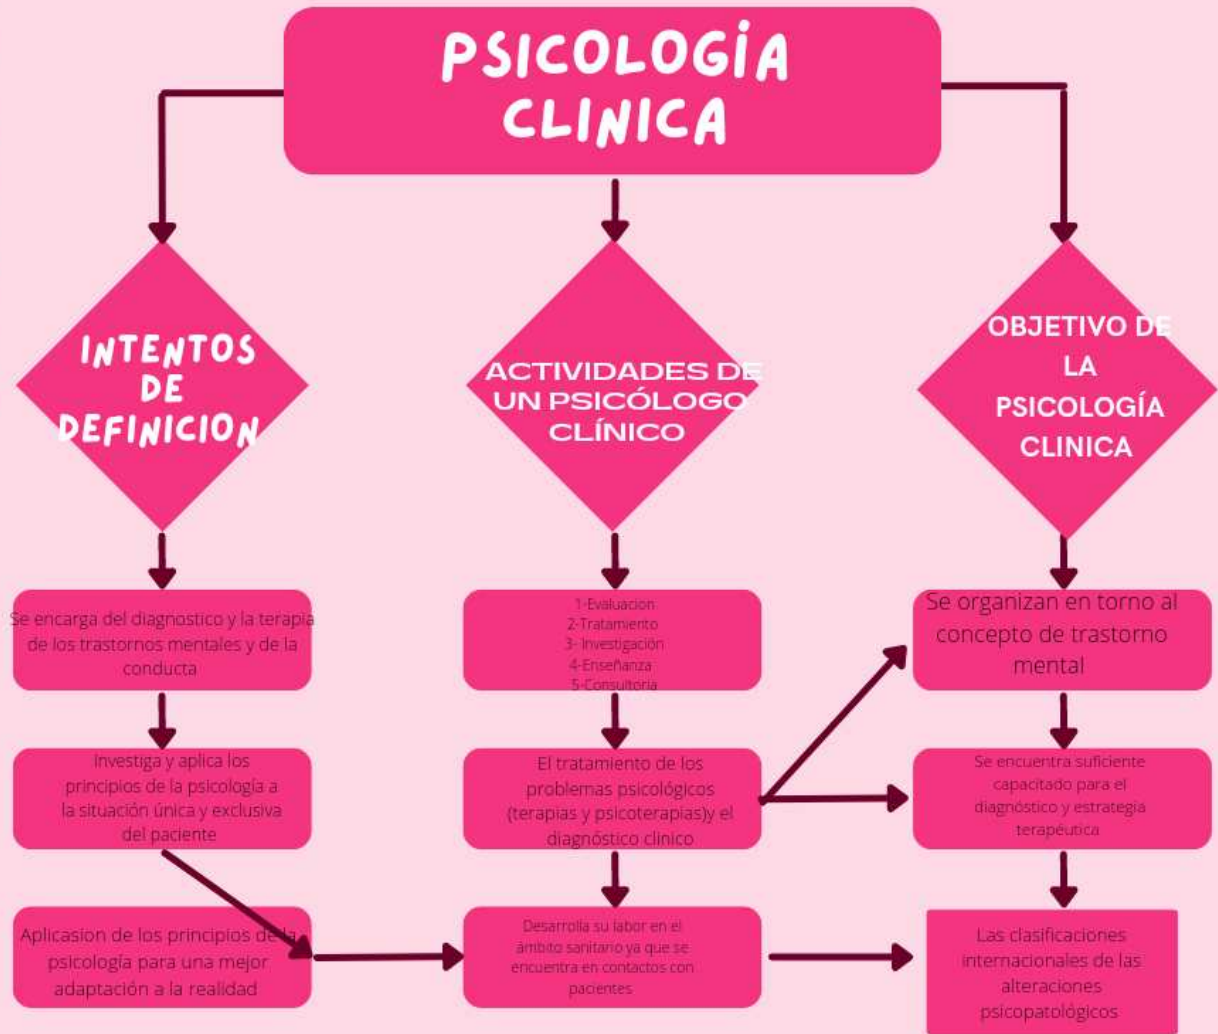 PSICOLOGÍA
CLINICA
INTENTOS
DE
DEFINICION
ACTIVIDADES DE
UN PSICÓLOGO
CLÍNICO
OBJETIVO DE
LA
PSICOLOGÍA
CLINICA
Se encarga del diagnostico y la terapia
de los trastornos mentales y de la
conducta
1-Evaluacion
2-Tratamiento
3- Investigación
4-Enseñanza
5-Consultoria
Se organizan en torno al
concepto de trastorno
mental
Investiga y aplica los
principios de la psicología a
la situación única y exclusiva
del paciente
El tratamiento de los
problemas psicológicos
(terapias y psicoterapias)y el
diagnóstico clinico
Se encuentra suficiente
capacitado para el
diagnóstico y estrategia
terapéutica
Aplicasion de los principios de la
psicología para una mejor
adaptación a la realidad
Desarrolla su labor en el
ámbito sanitario ya que se
encuentra en contactos con
pacientes
Las clasificaciones
internacionales de las
alteraciones
psicopatológicos